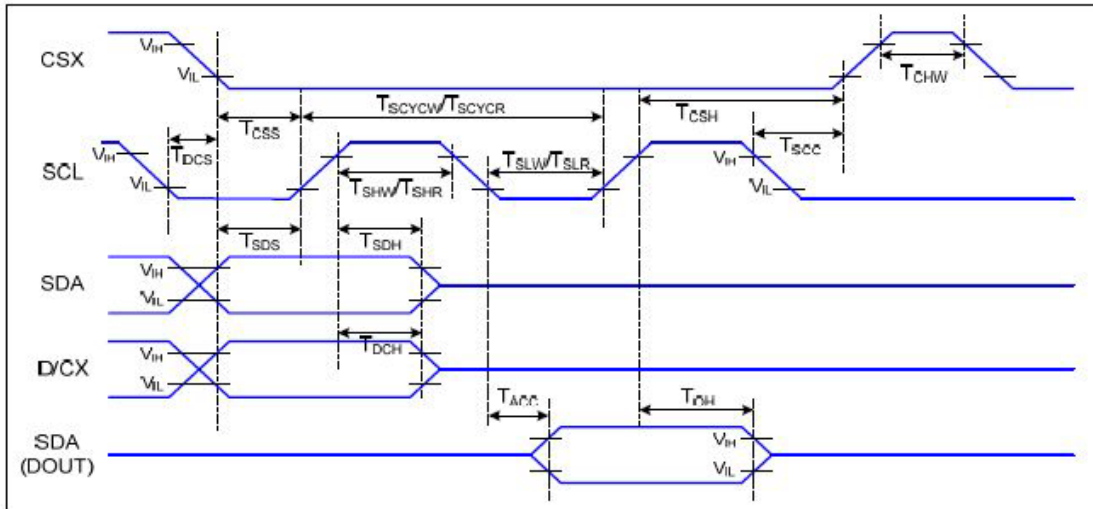 CSX
VIH
VIL
TCHW
TSCYCW/TSCYCR
TCSS
TCSH
TDCS
TSCC
SCL
VIH
VIL
TSLW/TSLR
TSHW/TSHR
VIH
VIL
TSDS
TSDH
SDA
VIH
VIL
TDCH
D/CX
VIH
VIL
TACC
TOH
SDA
(DOUT)
VIH
VIL